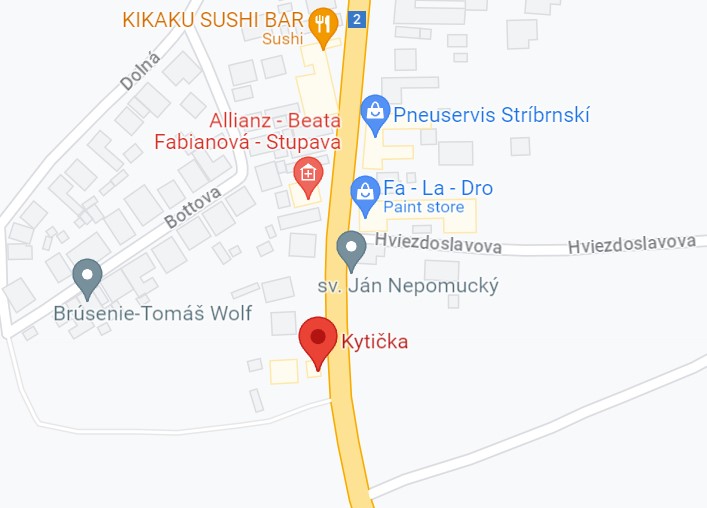 KIKAKU SUSHI BAR
Sushi
2
Dolná
Pneuservis Stríbrnskí
Allianz - Beata
Fabianová - Stupava
Fa - La - Dro
Paint store
Bottova
Hviezdoslavova
Hviezdoslavova
sv. Ján Nepomucký
Brúsenie-Tomáš Wolf
Kytička